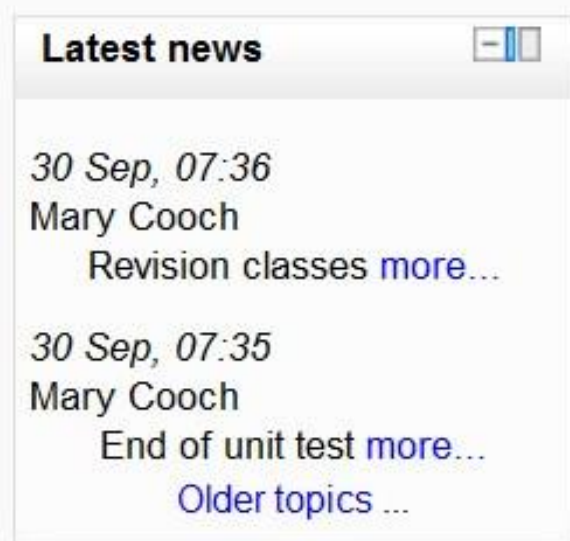 Latest news
30 Sep, 07:36
Mary Cooch
Revision classes more...
30 Sep, 07:35
Mary Cooch
End of unit test more...
Older topics ...